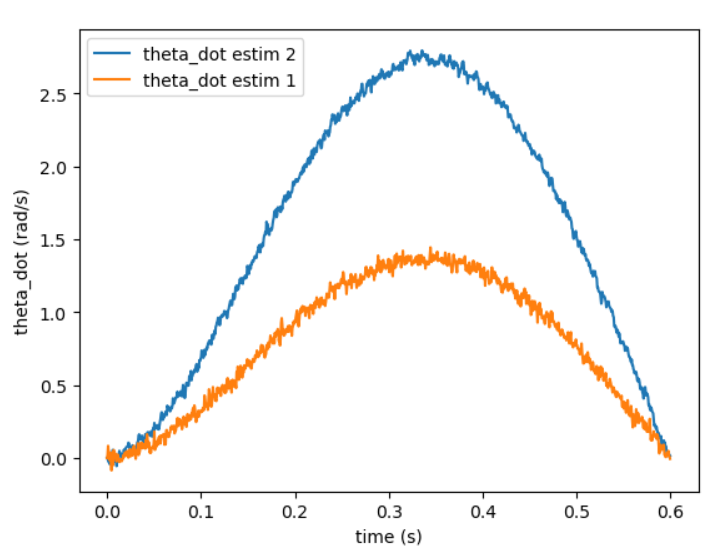 theta_dot estim 2
theta_dot estim 1
theta_dot (rad/s)
2.5
2.0
1.5
1.0
0.5
0.0
0.0 0.1 0.2 0.3 0.4 0.5 0.6
time (s)